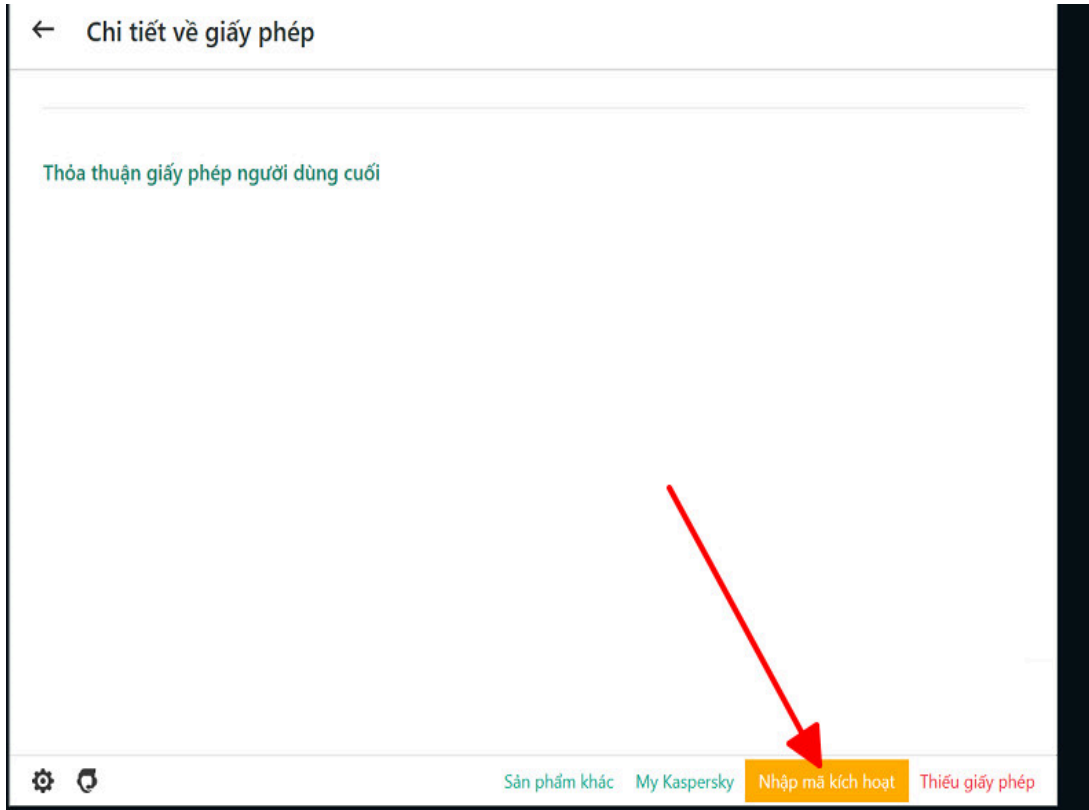 Chi tiết về giấy phép
Thỏa thuận giấy phép người dùng cuối
Sản phẩm khác My Kaspersky Nhập mã kích hoạt Thiếu giấy phép